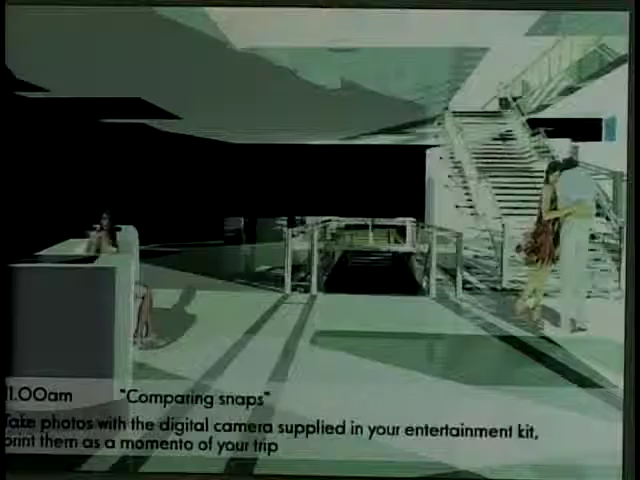 1.00am "Comparing snaps"
Take photos with the digital camera supplied in your entertainment kit,
print them as a momento of your trip